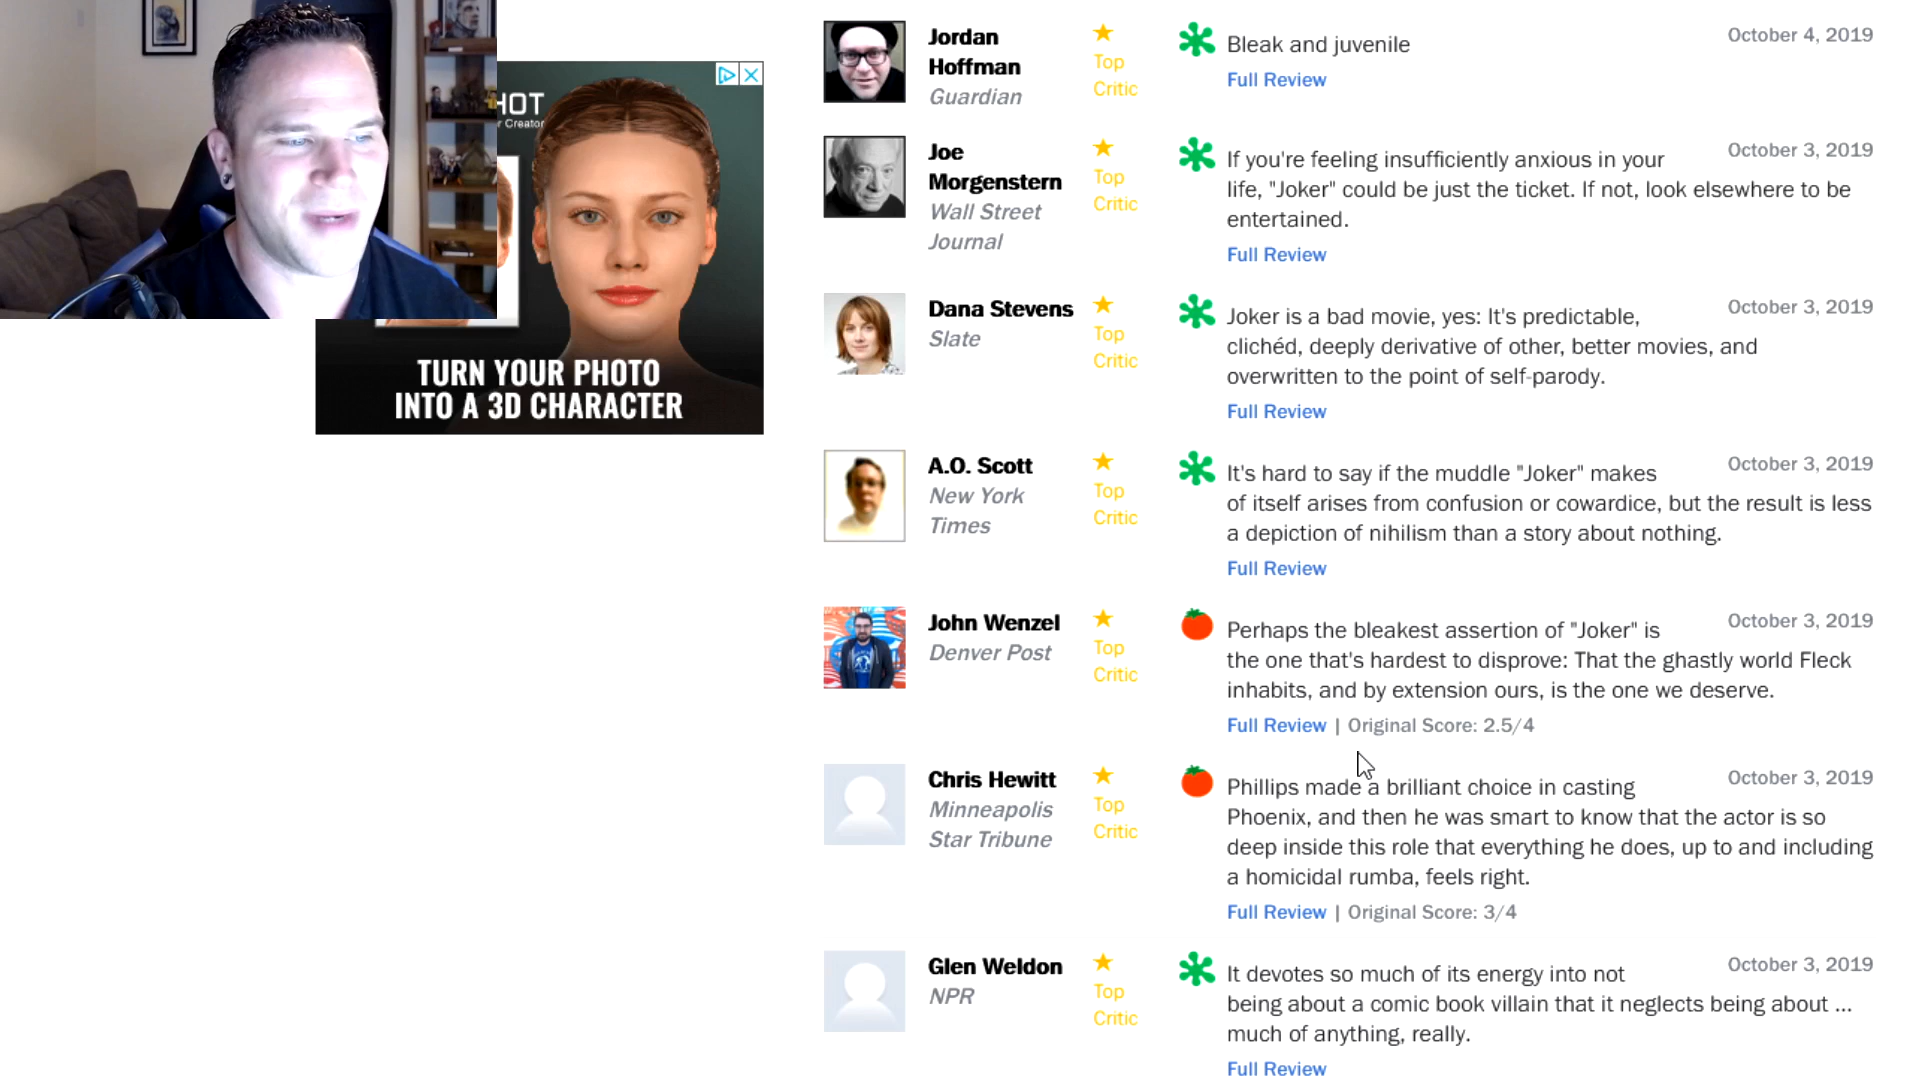 HOT
r Creator
TURN YOUR PHOTO
INTO A 3D CHARACTER
Jordan
Hoffman
Guardian
Top
Critic
Bleak and juvenile
October 4, 2019
Full Review
Joe
Morgenstern
Wall Street
Journal
Top
Critic
If you're feeling insufficiently anxious in your
October 3, 2019
life, "Joker" could be just the ticket. If not, look elsewhere to be
entertained.
Full Review
Dana Stevens
Slate
Top
Critic
Joker is a bad movie, yes: It's predictable,
October 3, 2019
clichéd, deeply derivative of other, better movies, and
overwritten to the point of self-parody.
Full Review
A.O. Scott
New York
Times
Top
Critic
It's hard to say if the muddle "Joker" makes
October 3, 2019
of itself arises from confusion or cowardice, but the result is less
a depiction of nihilism than a story about nothing.
Full Review
John Wenzel
Denver Post
Top
Critic
Perhaps the bleakest assertion of "Joker" is
October 3, 2019
the one that's hardest to disprove: That the ghastly world Fleck
inhabits, and by extension ours, is the one we deserve.
Full Review | Original Score: 2.5/4
Chris Hewitt
Minneapolis
Star Tribune
Top
Critic
Phillips made a brilliant choice in casting
October 3, 2019
Phoenix, and then he was smart to know that the actor is so
deep inside this role that everything he does, up to and including
a homicidal rumba, feels right.
Full Review | Original Score: 3/4
Glen Weldon
NPR
Top
Critic
It devotes so much of its energy into not
October 3, 2019
being about a comic book villain that it neglects being about ...
much of anything, really.
Full Review